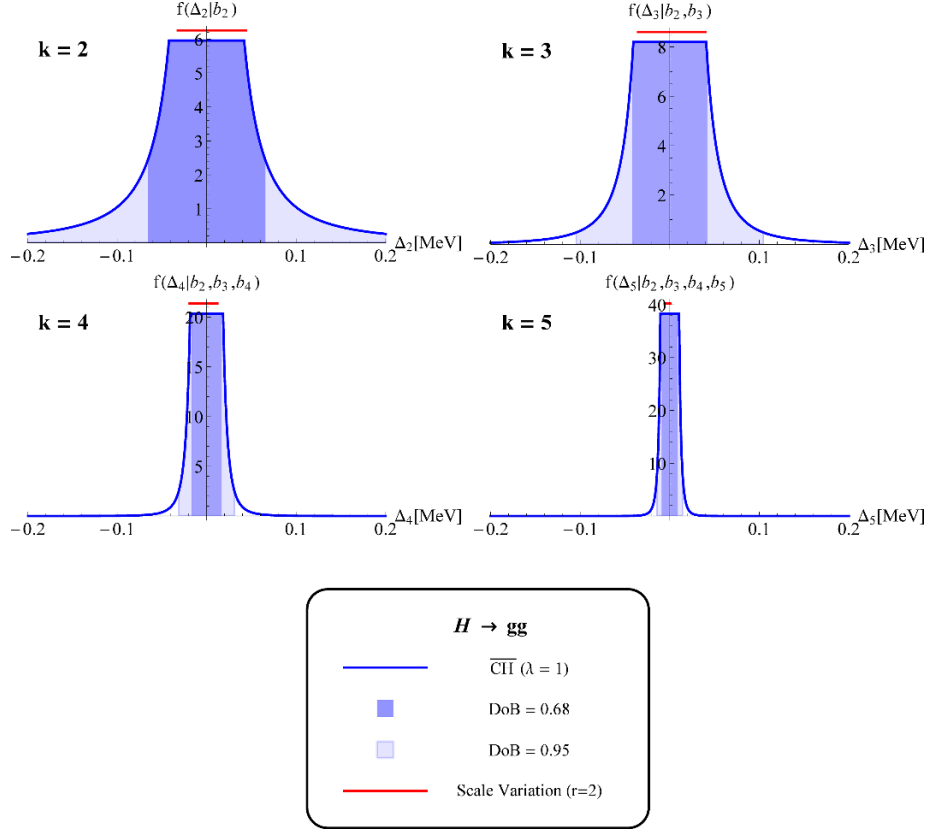 f(Δ₂|b₂)
k = 2
6
5
4
3
2
1
−0.2 −0.1 0.1 0.2
Δ₂[MeV]
f(Δ₃|b₂,b₃)
k = 3
8
6
4
2
−0.2 −0.1 0.1 0.2
Δ₃[MeV]
f(Δ₄|b₂,b₃,b₄)
k = 4
20
15
10
5
−0.2 −0.1 0.1 0.2
Δ₄[MeV]
f(Δ₅|b₂,b₃,b₄,b₅)
k = 5
40
30
20
10
−0.2 −0.1 0.1 0.2
Δ₅[MeV]
H → gg
C̅H̅ (λ = 1)
DoB = 0.68
DoB = 0.95
Scale Variation (r=2)